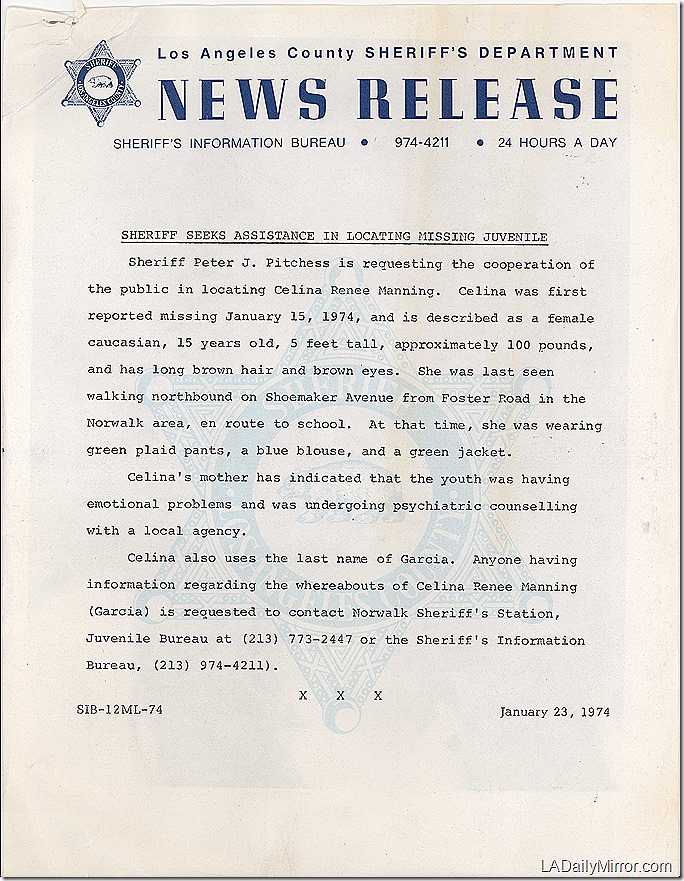 Los Angeles County SHERIFF'S DEPARTMENT
NEWS RELEASE
SHERIFF'S INFORMATION BUREAU ● 974-4211 ● 24 HOURS A DAY
SHERIFF
LOS ANGELES COUNTY
SHERIFF SEEKS ASSISTANCE IN LOCATING MISSING JUVENILE
Sheriff Peter J. Pitchess is requesting the cooperation of
the public in locating Celina Renee Manning. Celina was first
reported missing January 15, 1974, and is described as a female
caucasian, 15 years old, 5 feet tall, approximately 100 pounds,
and has long brown hair and brown eyes. She was last seen
walking northbound on Shoemaker Avenue from Foster Road in the
Norwalk area, en route to school. At that time, she was wearing
green plaid pants, a blue blouse, and a green jacket.
Celina's mother has indicated that the youth was having
emotional problems and was undergoing psychiatric counselling
with a local agency.
Celina also uses the last name of Garcia. Anyone having
information regarding the whereabouts of Celina Renee Manning
(Garcia) is requested to contact Norwalk Sheriff's Station,
Juvenile Bureau at (213) 773-2447 or the Sheriff's Information
Bureau, (213) 974-4211).
X X X
SIB-12ML-74 January 23, 1974
LADailyMirror.com